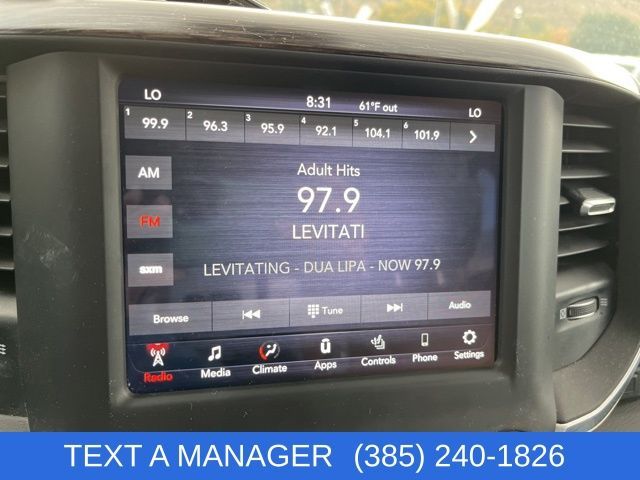 LO 8:31 61°F out LO
1 99.9 2 96.3 3 95.9 4 92.1 5 104.1 6 101.9
Adult Hits
AM
97.9
FM
LEVITATI
sxm
LEVITATING - DUA LIPA - NOW 97.9
Browse Tune Audio
Radio Media Climate Apps Controls Phone Settings
TEXT A MANAGER (385) 240-1826